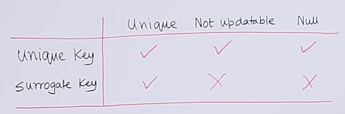 Unique Not updatable Null
Unique Key ✓ ✓ ✓
Surrogate Key ✓ ✗ ✗